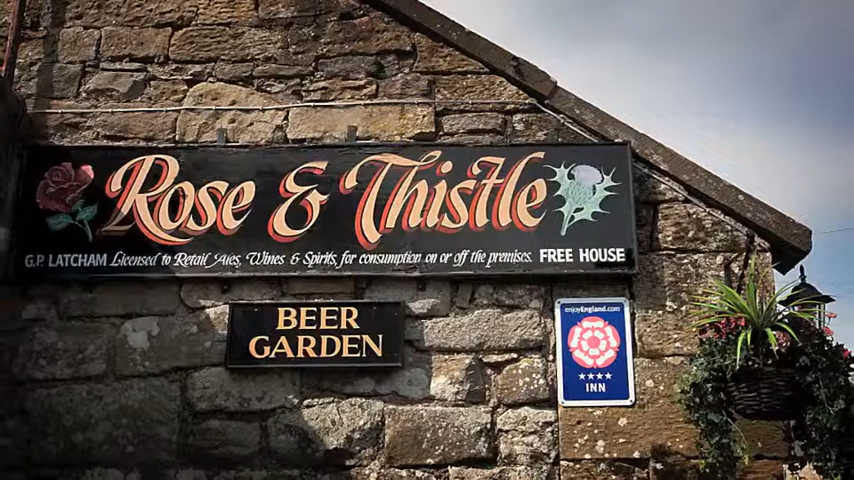 Rose & Thistle
G.P. LATCHAM Licensed to Retail Ales, Wines & Spirits, for consumption on or off the premises. FREE HOUSE
BEER
GARDEN
enjoyEngland.com
★★★★
INN